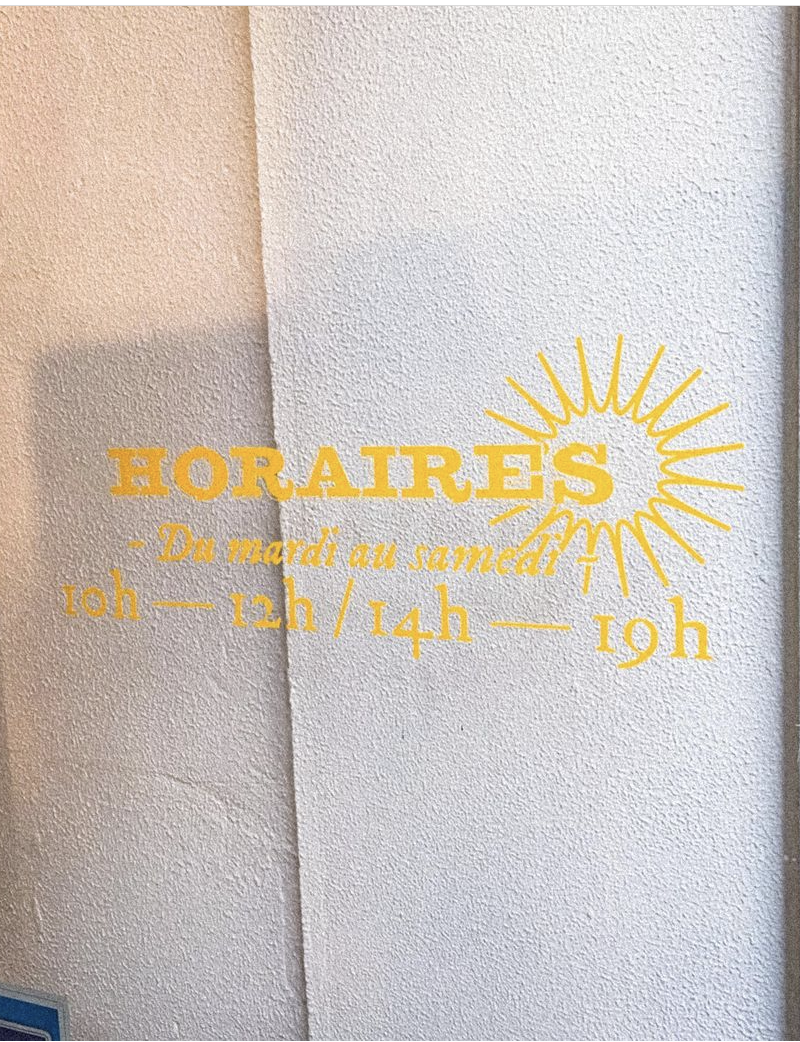 HORAIRES
- Du mardi au samedi -
10h — 12h / 14h — 19h